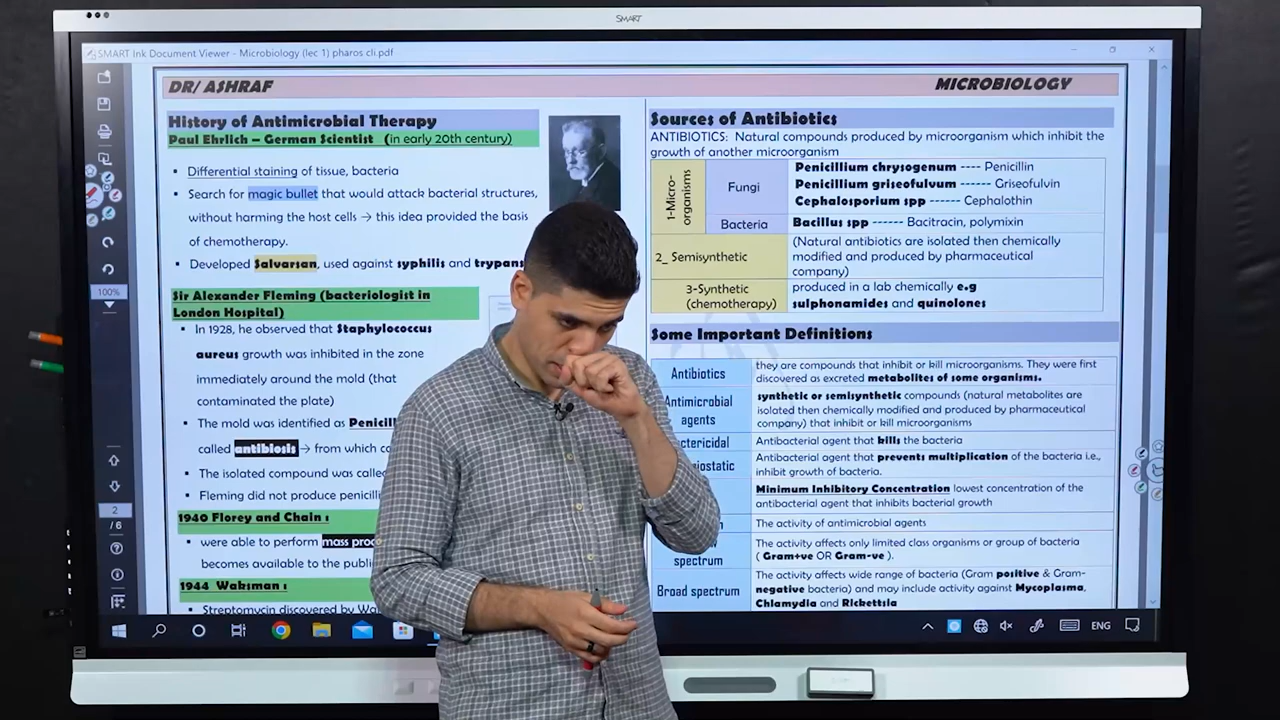 SMART
SMART Ink Document Viewer - Microbiology (lec 1) pharos cli.pdf
DR/ ASHRAF
MICROBIOLOGY
History of Antimicrobial Therapy
Paul Ehrlich – German Scientist (in early 20th century)
Differential staining of tissue, bacteria
Search for magic bullet that would attack bacterial structures,
without harming the host cells → this idea provided the basis
of chemotherapy.
Developed Salvarsan, used against syphilis and trypans
Sir Alexander Fleming (bacteriologist in
London Hospital)
In 1928, he observed that Staphylococcus
aureus growth was inhibited in the zone
immediately around the mold (that
contaminated the plate)
The mold was identified as Penicill
called antibiosis → from which
The isolated compound was called
Fleming did not produce penicilli
1940 Florey and Chain :
were able to perform mass
becomes available to the publi
1944 Waksman :
Streptomycin discovered by Wa
Sources of Antibiotics
ANTIBIOTICS: Natural compounds produced by microorganism which inhibit the
growth of another microorganism
1-Micro-
organisms
Fungi
Penicillium chrysogenum ---- Penicillin
Penicillium griseofulvum ------ Griseofulvin
Cephalosporium spp ------ Cephalothin
Bacteria
Bacillus spp ------ Bacitracin, polymixin
2_ Semisynthetic
(Natural antibiotics are isolated then chemically
modified and produced by pharmaceutical
company)
3-Synthetic
(chemotherapy)
produced in a lab chemically e.g
sulphonamides and quinolones
Some Important Definitions
Antibiotics
they are compounds that inhibit or kill microorganisms. They were first
discovered as excreted metabolites of some organisms.
Antimicrobial
agents
synthetic or semisynthetic compounds (natural metabolites are
isolated then chemically modified and produced by pharmaceutical
company) that inhibit or kill microorganisms
ctericidal
Antibacterial agent that kills the bacteria
iostatic
Antibacterial agent that prevents multiplication of the bacteria i.e.,
inhibit growth of bacteria.
Minimum Inhibitory Concentration lowest concentration of the
antibacterial agent that inhibits bacterial growth
The activity of antimicrobial agents
spectrum
The activity affects only limited class organisms or group of bacteria
( Gram+ve OR Gram-ve ).
Broad spectrum
The activity affects wide range of bacteria (Gram positive & Gram-
negative bacteria) and may include activity against Mycoplasma,
Chlamydia and Rickettsia
100%
2
/ 6
ENG